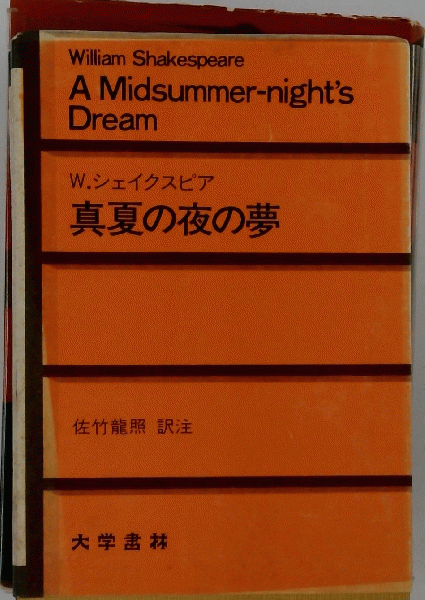 William Shakespeare
A Midsummer-night's
Dream
W.シェイクスピア
真夏の夜の夢
佐竹龍照 訳注
大学書林